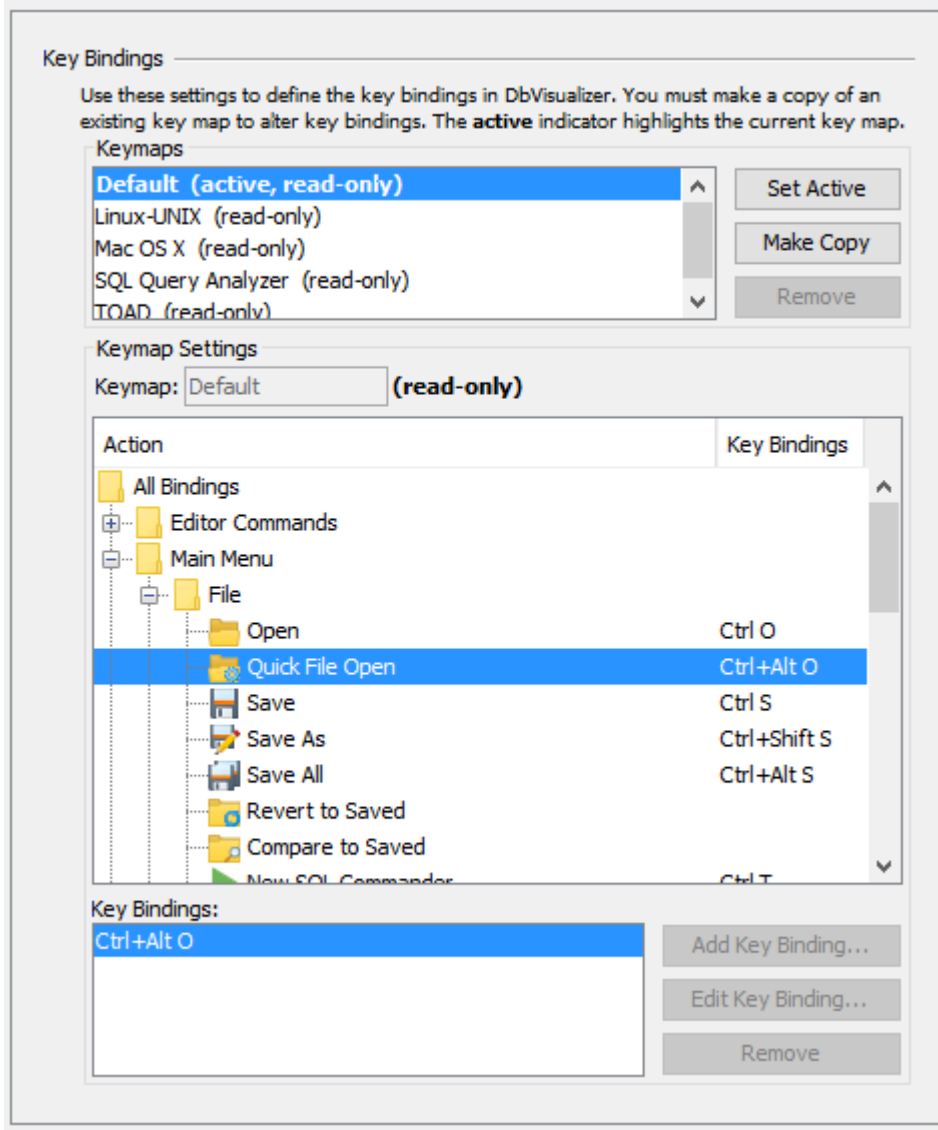 Key Bindings
Use these settings to define the key bindings in DbVisualizer. You must make a copy of an
existing key map to alter key bindings. The active indicator highlights the current key map.
Keymaps
Default (active, read-only)
Linux-UNIX (read-only)
Mac OS X (read-only)
SQL Query Analyzer (read-only)
TOAD (read-only)
Set Active
Make Copy
Remove
Keymap Settings
Keymap: Default (read-only)
Action Key Bindings
All Bindings
Editor Commands
Main Menu
File
Open Ctrl O
Quick File Open Ctrl+Alt O
Save Ctrl S
Save As Ctrl+Shift S
Save All Ctrl+Alt S
Revert to Saved
Compare to Saved
New SQL Commander Ctrl T
Key Bindings:
Ctrl+Alt O
Add Key Binding...
Edit Key Binding...
Remove